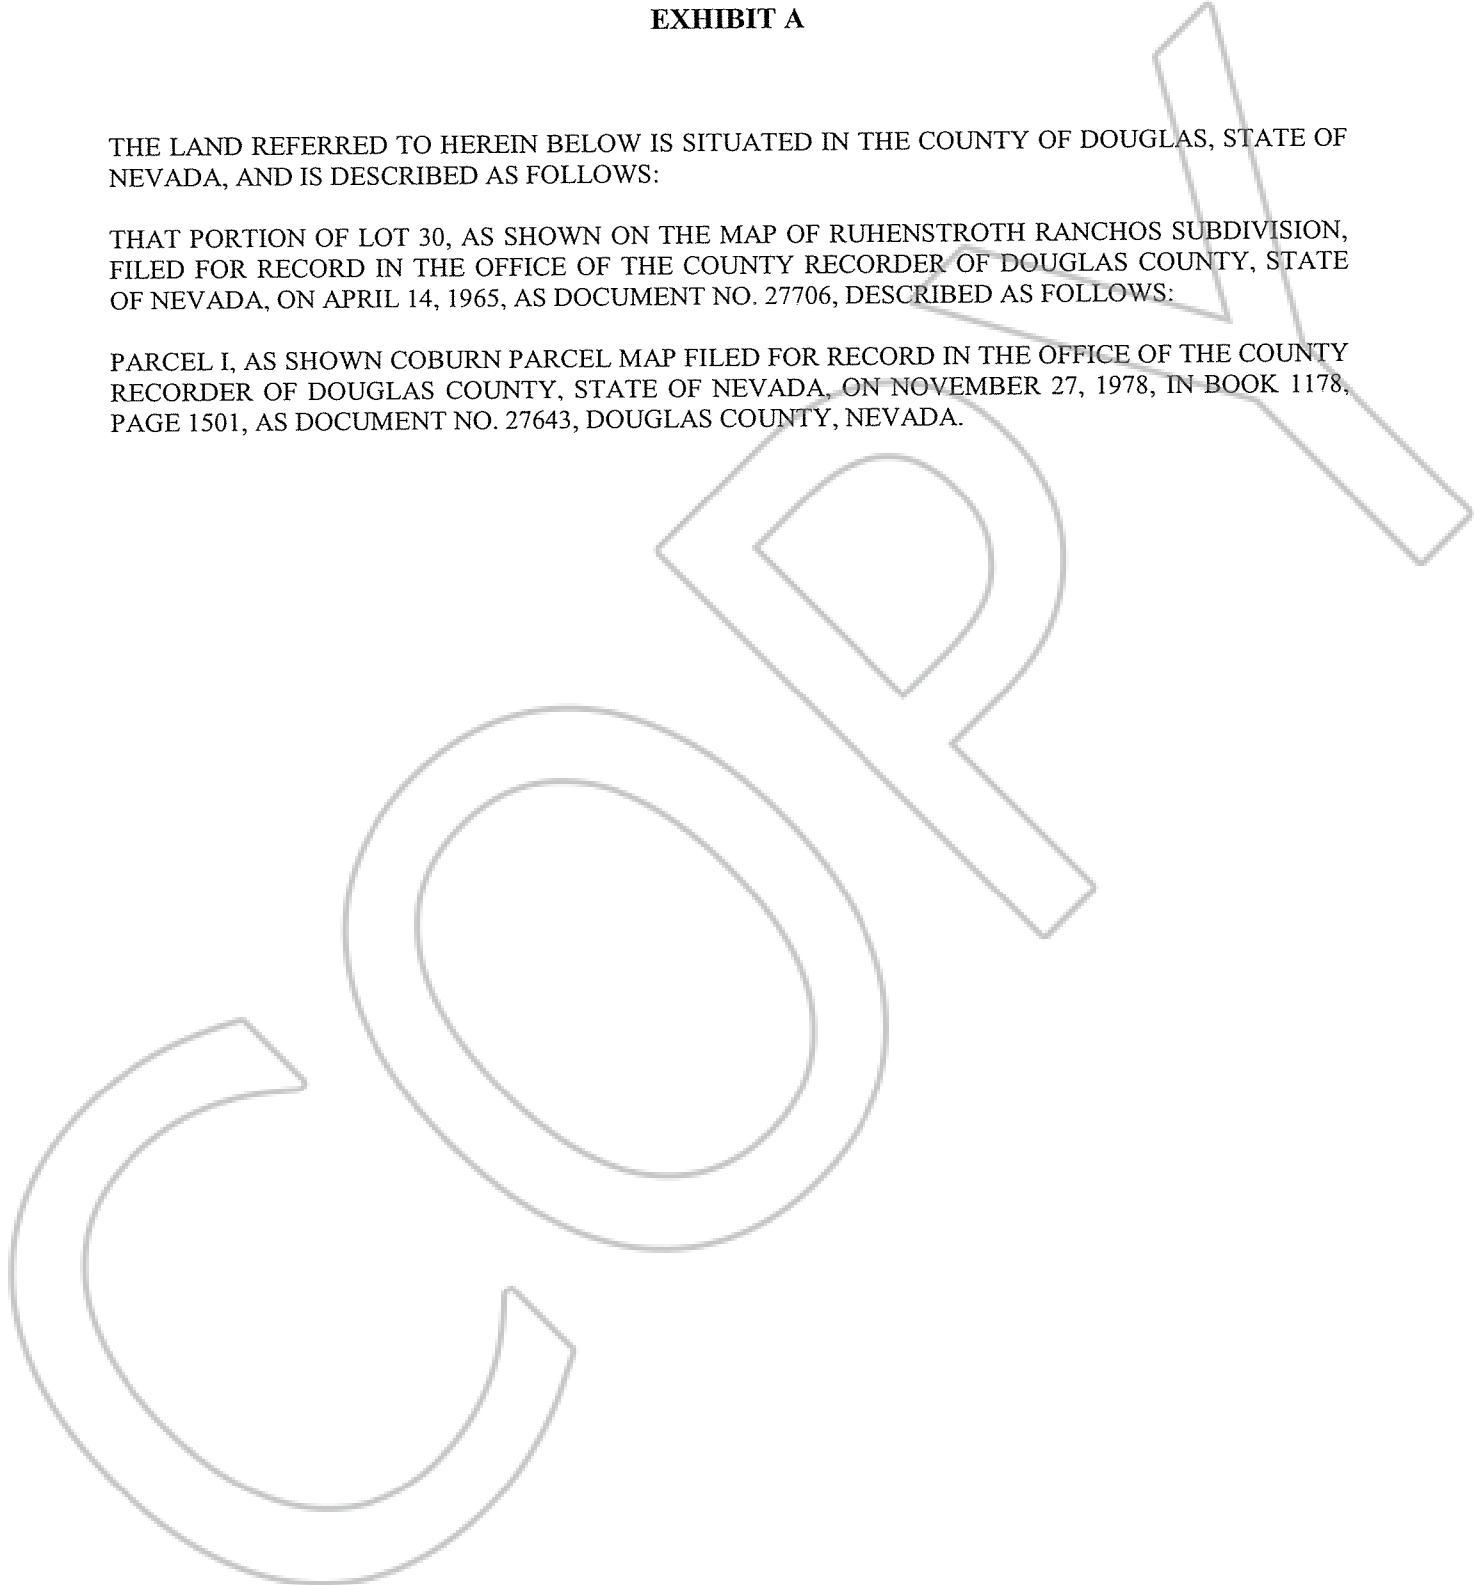 EXHIBIT A
THE LAND REFERRED TO HEREIN BELOW IS SITUATED IN THE COUNTY OF DOUGLAS, STATE OF
NEVADA, AND IS DESCRIBED AS FOLLOWS:
THAT PORTION OF LOT 30, AS SHOWN ON THE MAP OF RUHENSTROTH RANCHOS SUBDIVISION,
FILED FOR RECORD IN THE OFFICE OF THE COUNTY RECORDER OF DOUGLAS COUNTY, STATE
OF NEVADA, ON APRIL 14, 1965, AS DOCUMENT NO. 27706, DESCRIBED AS FOLLOWS:
PARCEL I, AS SHOWN COBURN PARCEL MAP FILED FOR RECORD IN THE OFFICE OF THE COUNTY
RECORDER OF DOUGLAS COUNTY, STATE OF NEVADA, ON NOVEMBER 27, 1978, IN BOOK 1178,
PAGE 1501, AS DOCUMENT NO. 27643, DOUGLAS COUNTY, NEVADA.
COPY